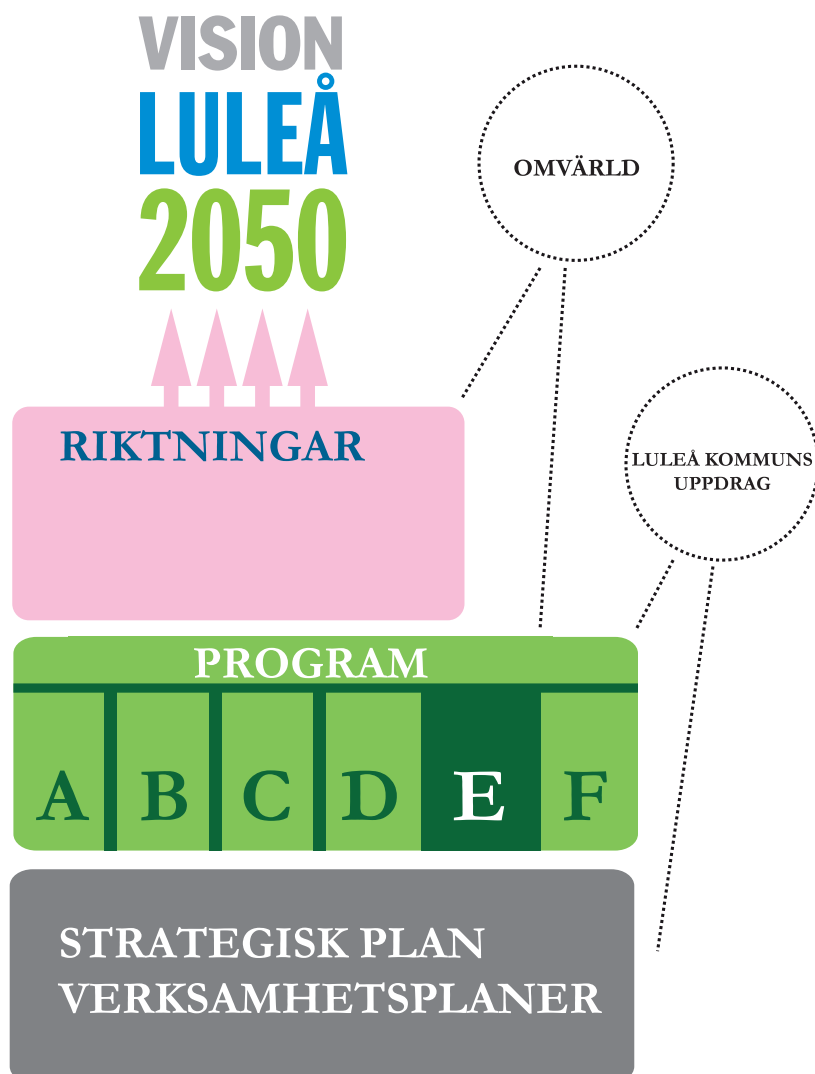 VISION
LULEÅ
2050
OMVÄRLD
RIKTNINGAR
LULEÅ KOMMUNS
UPPDRAG
PROGRAM
A B C D E F
STRATEGISK PLAN
VERKSAMHETSPLANER